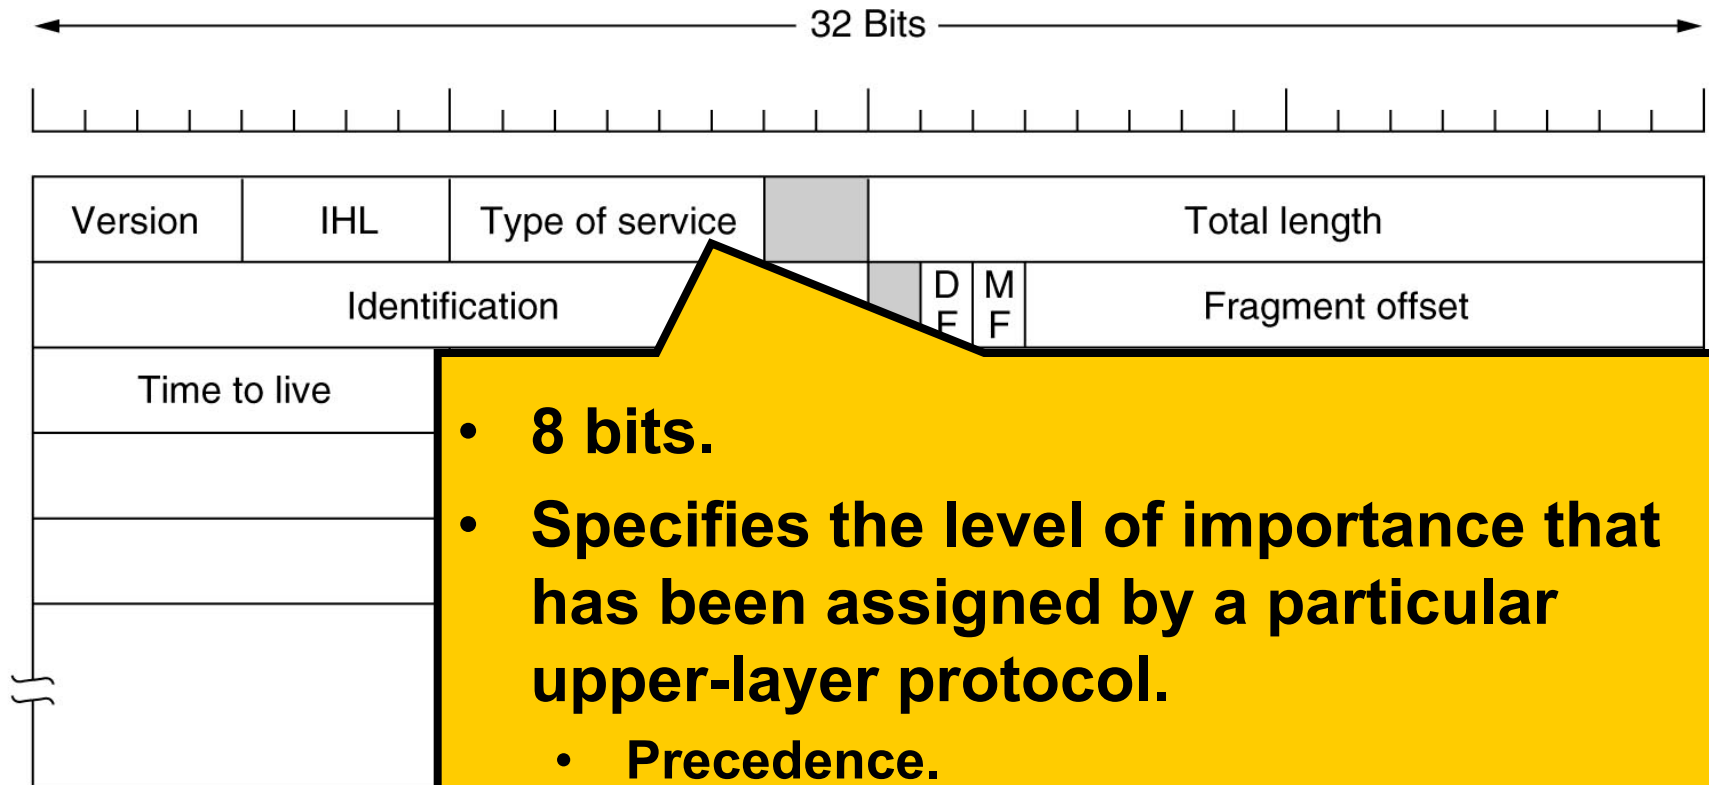 32 Bits
Version IHL Type of service Total length
Identification D F M F Fragment offset
Time to live
• 8 bits.
• Specifies the level of importance that
has been assigned by a particular
upper-layer protocol.
• Precedence.